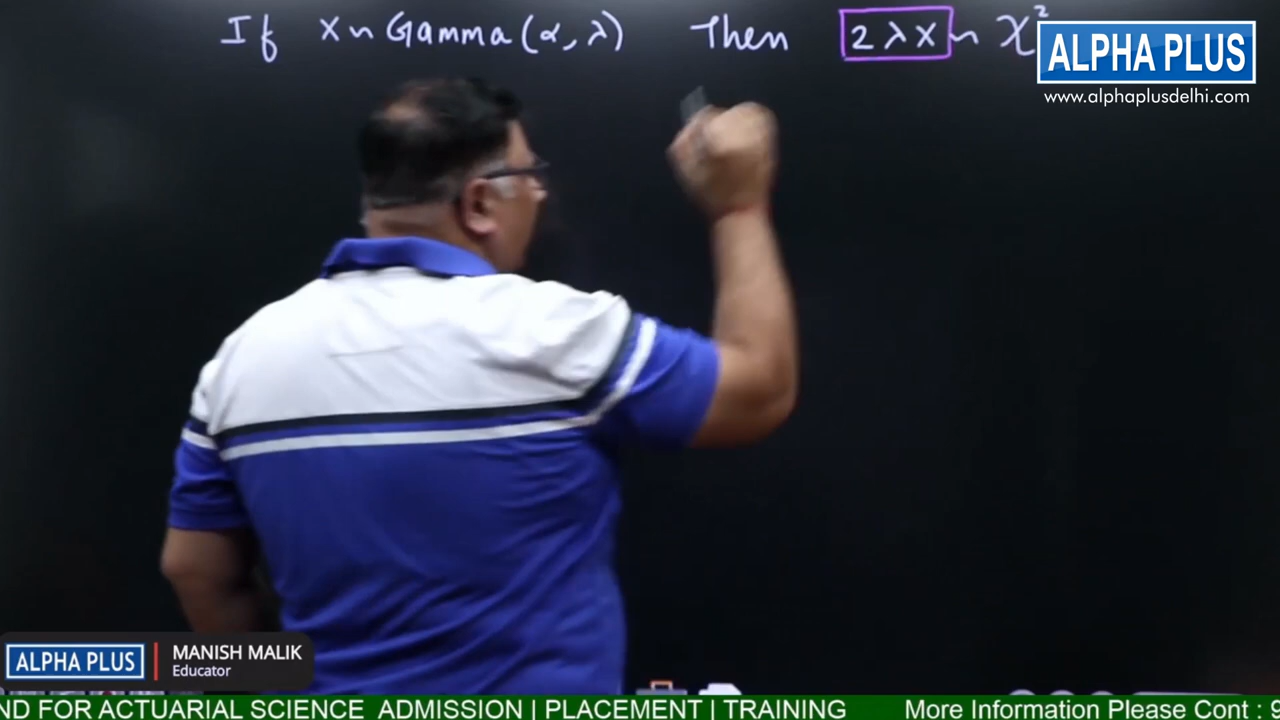 If X ~ Gamma(α, λ) Then 2λX ~ χ²
ALPHA PLUS
www.alphaplusdelhi.com
ALPHA PLUS
MANISH MALIK
Educator
ND FOR ACTUARIAL SCIENCE ADMISSION | PLACEMENT | TRAINING More Information Please Cont : 9